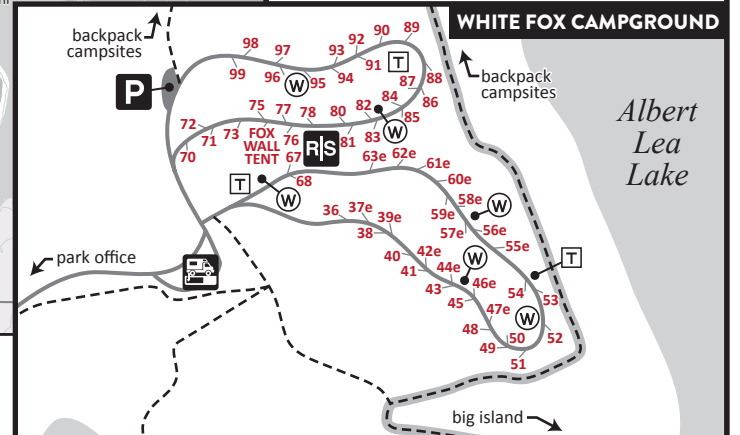 WHITE FOX CAMPGROUND
backpack
campsites
98
97
93
92
90
89
99
96
W
95
94
91
T
88
87
86
P
backpack
campsites
Albert
Lea
Lake
75
77
78
80
82
84
85
72
71
73
70
FOX
WALL
TENT
76
R|S
81
83
W
67
68
T
W
63e
62e
61e
60e
36
37e
39e
38
59e
58e
W
57e
56e
55e
40
42e
41
44e
W
43
46e
45
T
54
53
47e
W
48
50
52
49
51
park office
big island